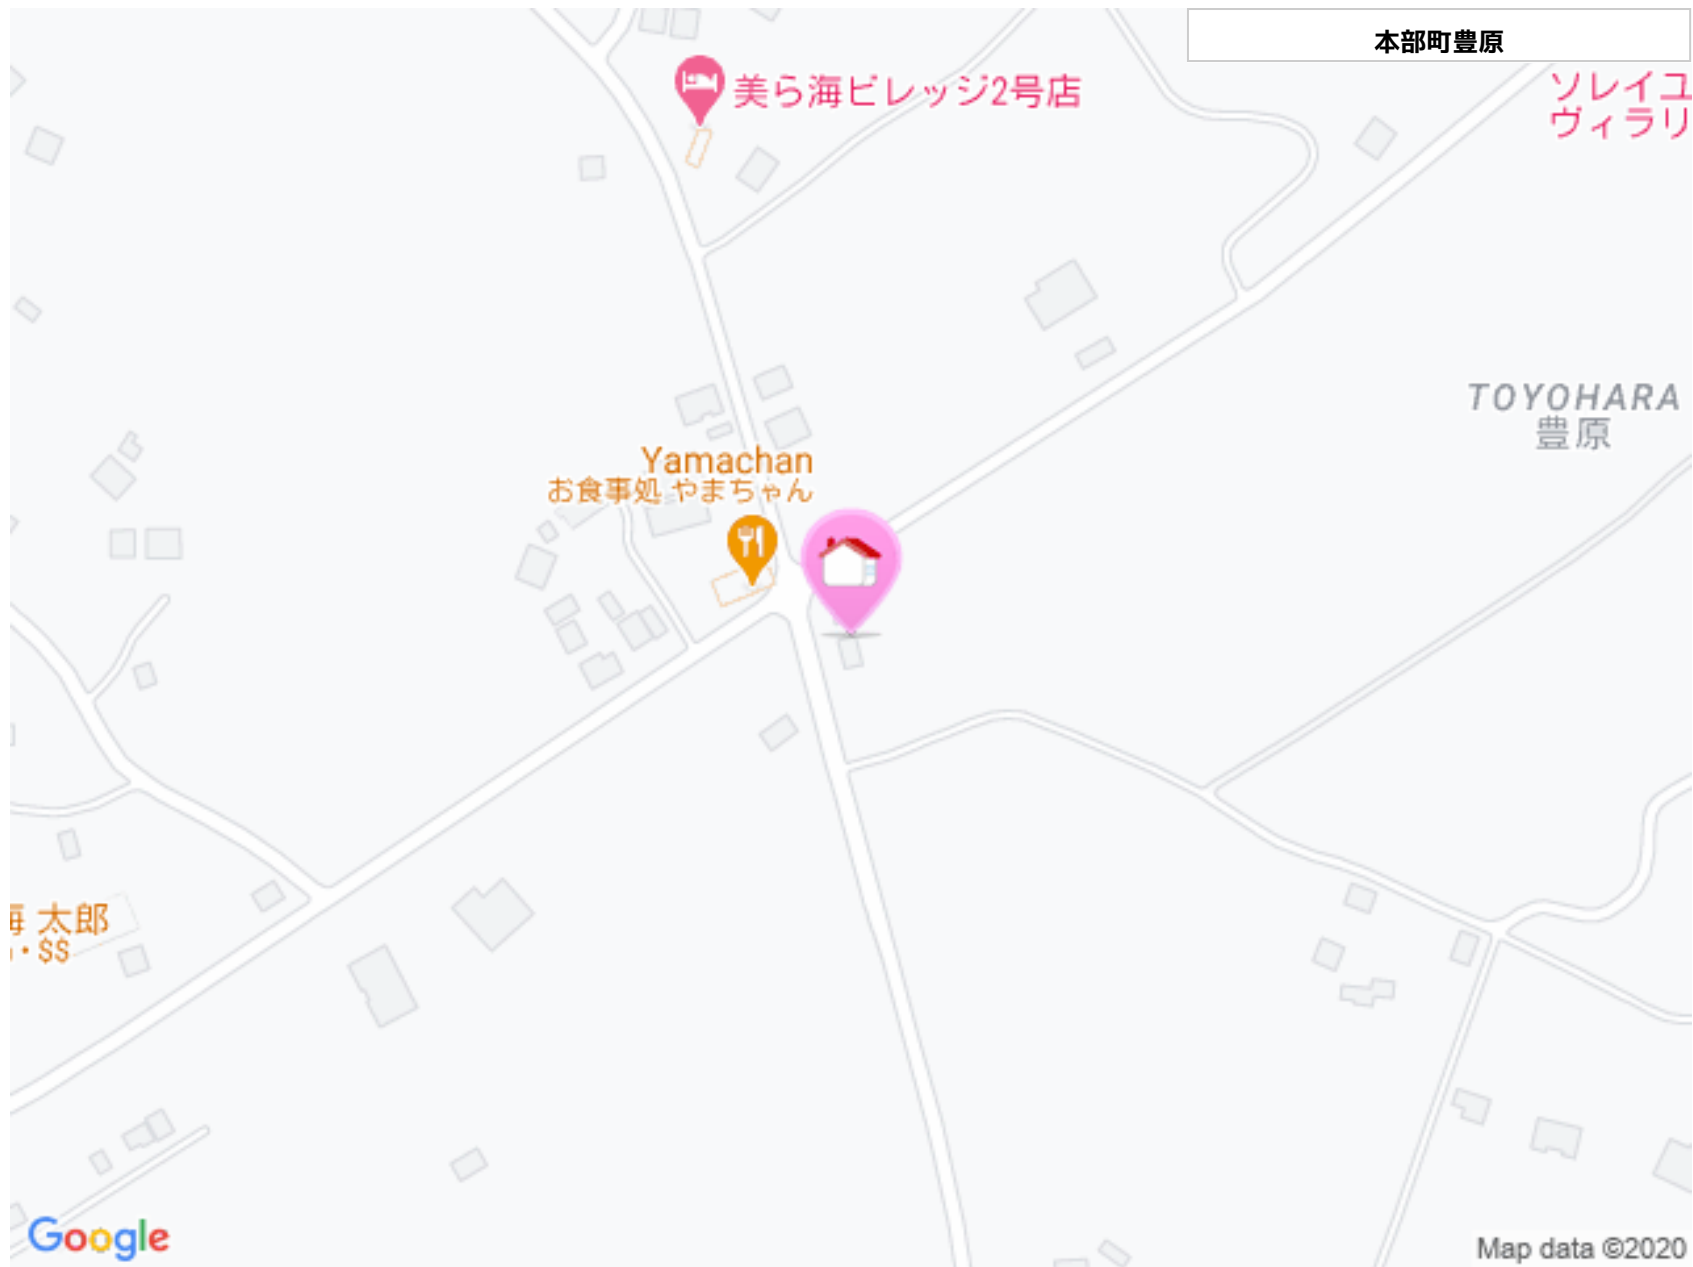 本部町豊原
美ら海ビレッジ2号店
ソレイユ
ヴィラリ
TOYOHARA
豊原
Yamachan
お食事処 やまちゃん
海 太郎
・$$
Google
Map data ©2020